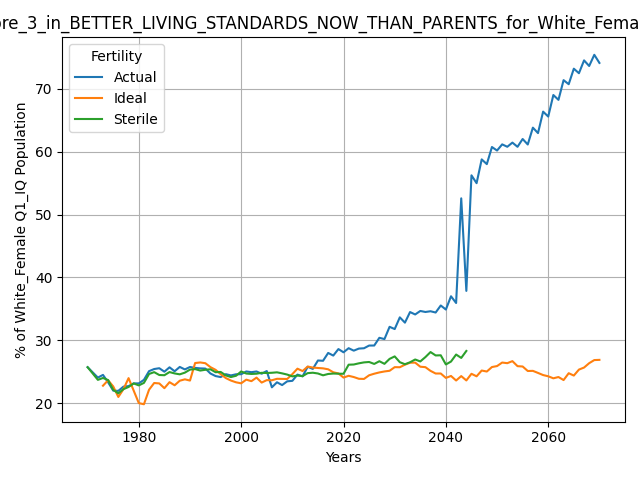 ore_3_in_BETTER_LIVING_STANDARDS_NOW_THAN_PARENTS_for_White_Fema
Fertility
Actual
Ideal
Sterile
% of White_Female Q1_IQ Population
70
60
50
40
30
20
1980
2000
2020
2040
2060
Years